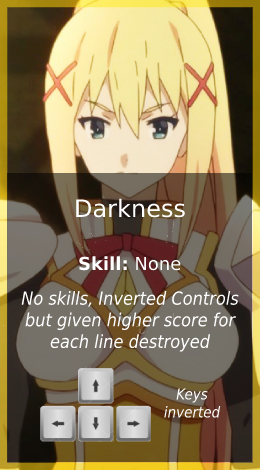 Darkness
Skill: None
No skills, Inverted Controls
but given higher score for
each line destroyed
Keys
inverted